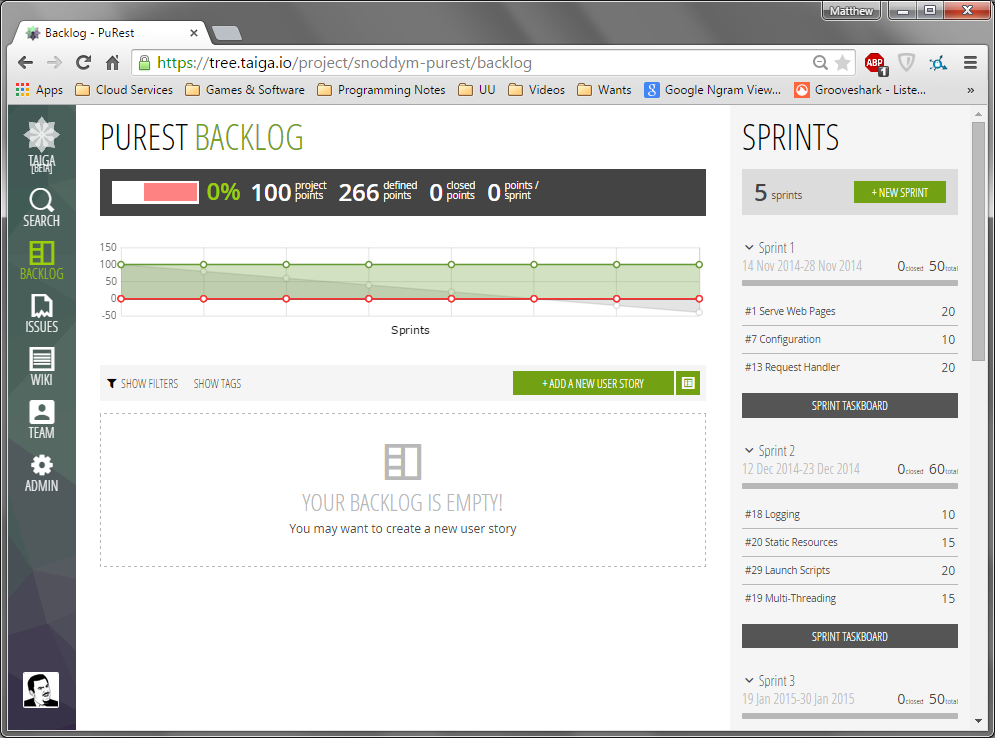 Matthew
Backlog - PuRest
https://tree.taiga.io/project/snoddym-purest/backlog
ABP
1
Apps Cloud Services Games & Software Programming Notes UU Videos Wants Google Ngram View... Grooveshark - Liste... »
TAIGA
[BETA]
SEARCH
BACKLOG
ISSUES
WIKI
TEAM
ADMIN
PUREST BACKLOG
0% 100 project points 266 defined points 0 closed points 0 points / sprint
150
100
50
0
-50
Sprints
SHOW FILTERS SHOW TAGS + ADD A NEW USER STORY
YOUR BACKLOG IS EMPTY!
You may want to create a new user story
SPRINTS
5 sprints + NEW SPRINT
Sprint 1
14 Nov 2014-28 Nov 2014 0 closed 50 total
#1 Serve Web Pages 20
#7 Configuration 10
#13 Request Handler 20
SPRINT TASKBOARD
Sprint 2
12 Dec 2014-23 Dec 2014 0 closed 60 total
#18 Logging 10
#20 Static Resources 15
#29 Launch Scripts 20
#19 Multi-Threading 15
SPRINT TASKBOARD
Sprint 3
19 Jan 2015-30 Jan 2015 0 closed 50 total